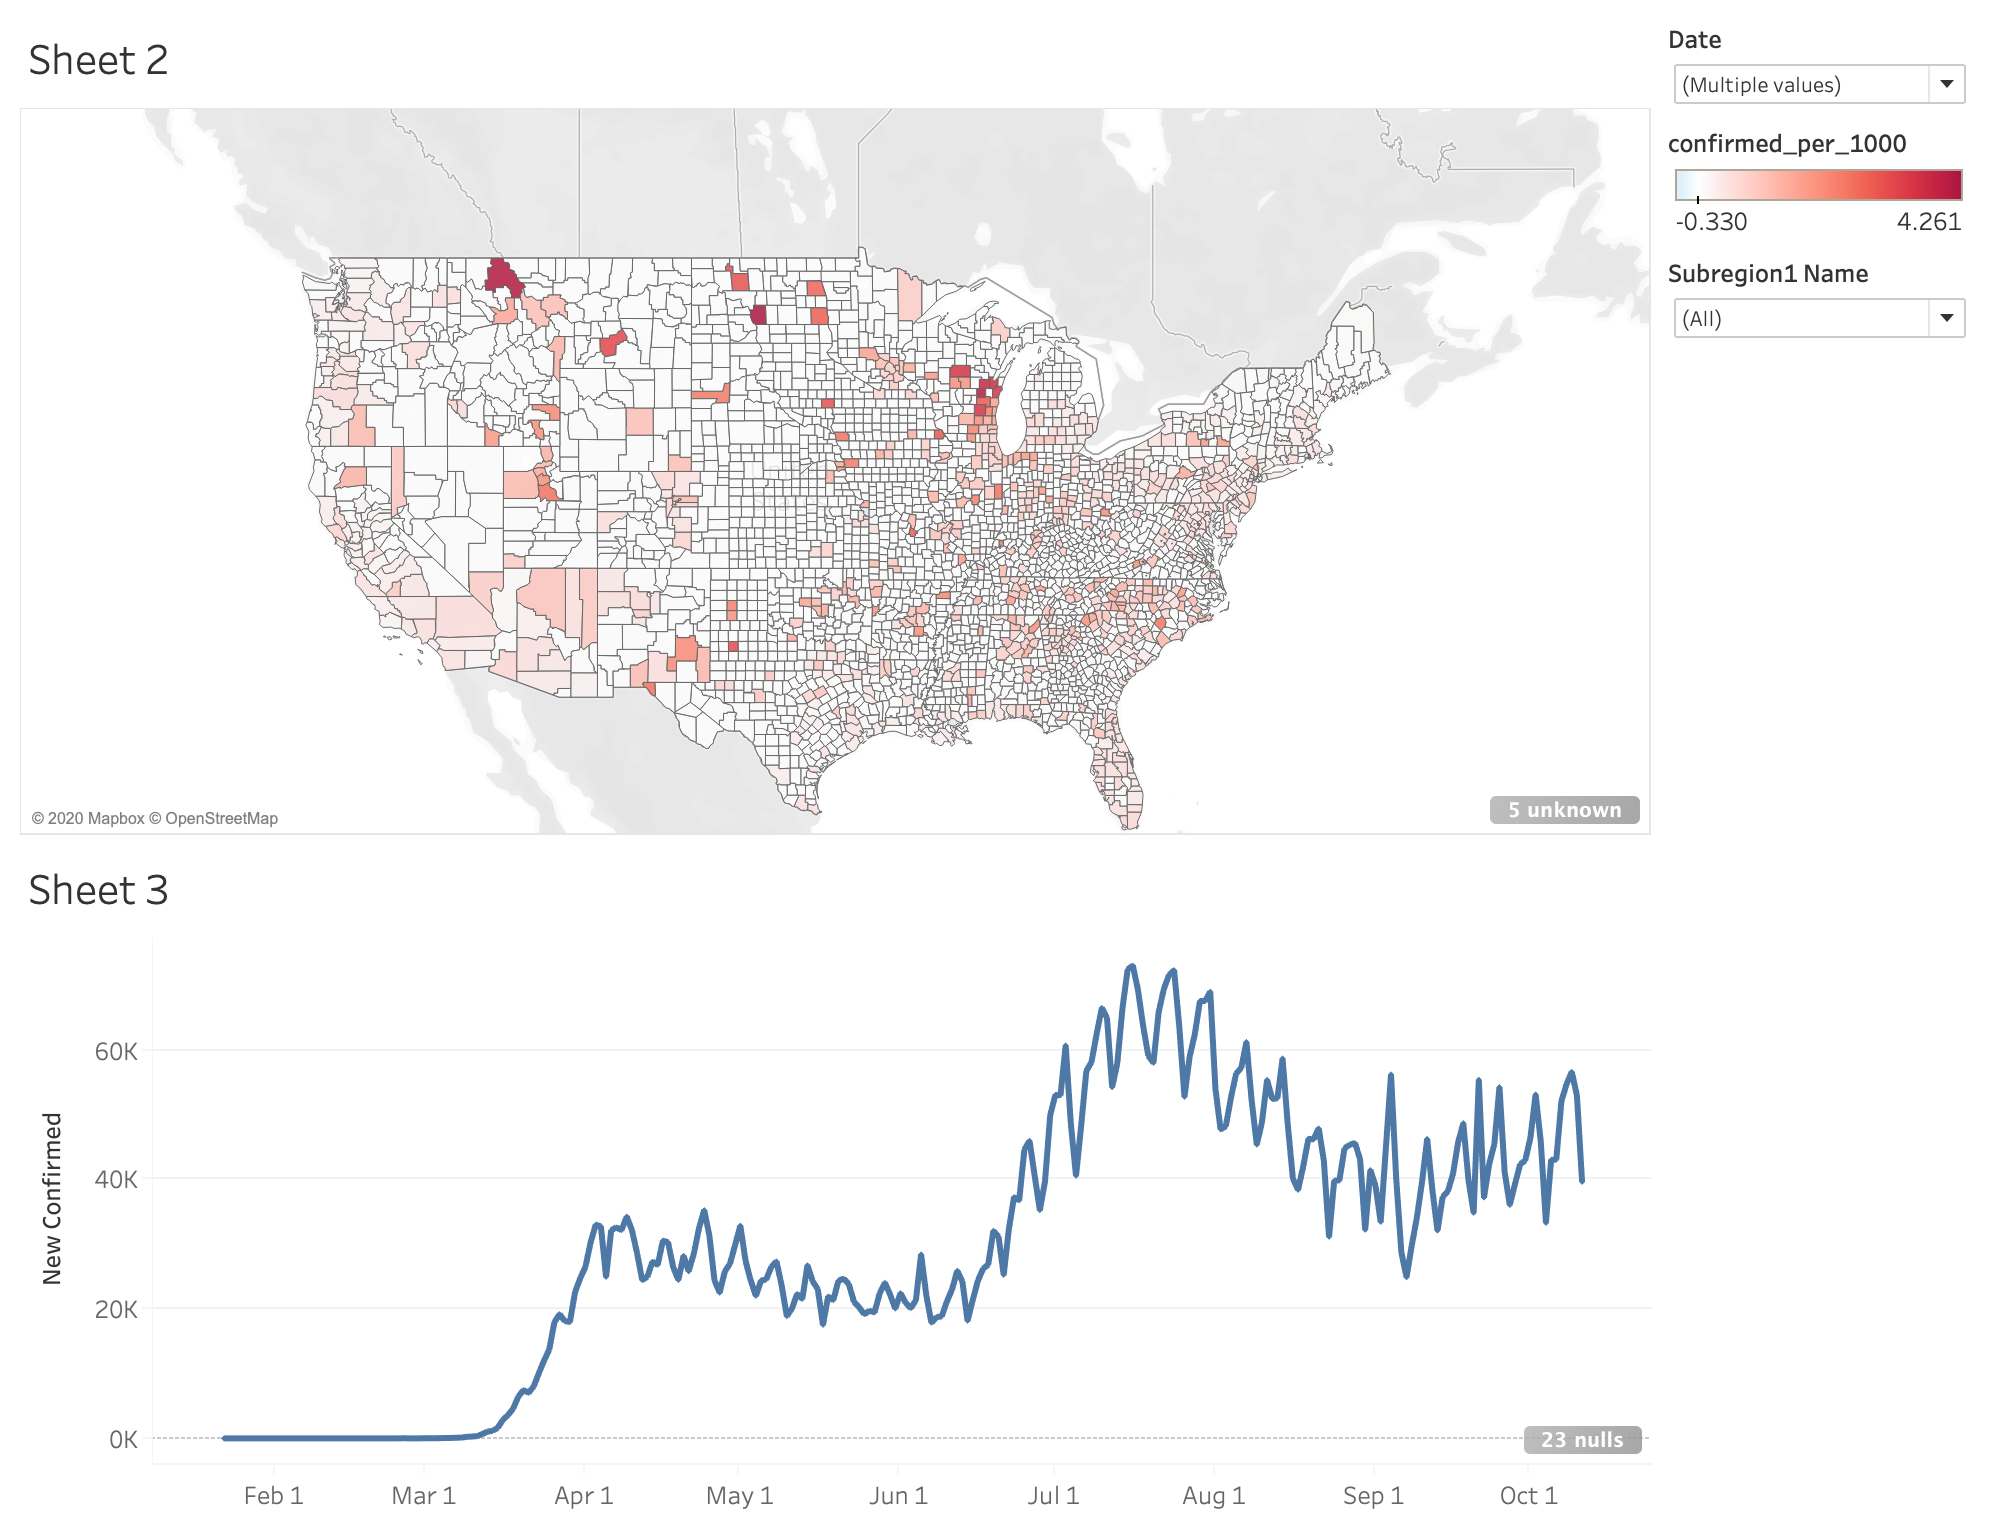 Sheet 2
Date
(Multiple values)
confirmed_per_1000
-0.330 4.261
Subregion1 Name
(All)
© 2020 Mapbox © OpenStreetMap
5 unknown
Sheet 3
New Confirmed
60K
40K
20K
0K
23 nulls
Feb 1 Mar 1 Apr 1 May 1 Jun 1 Jul 1 Aug 1 Sep 1 Oct 1